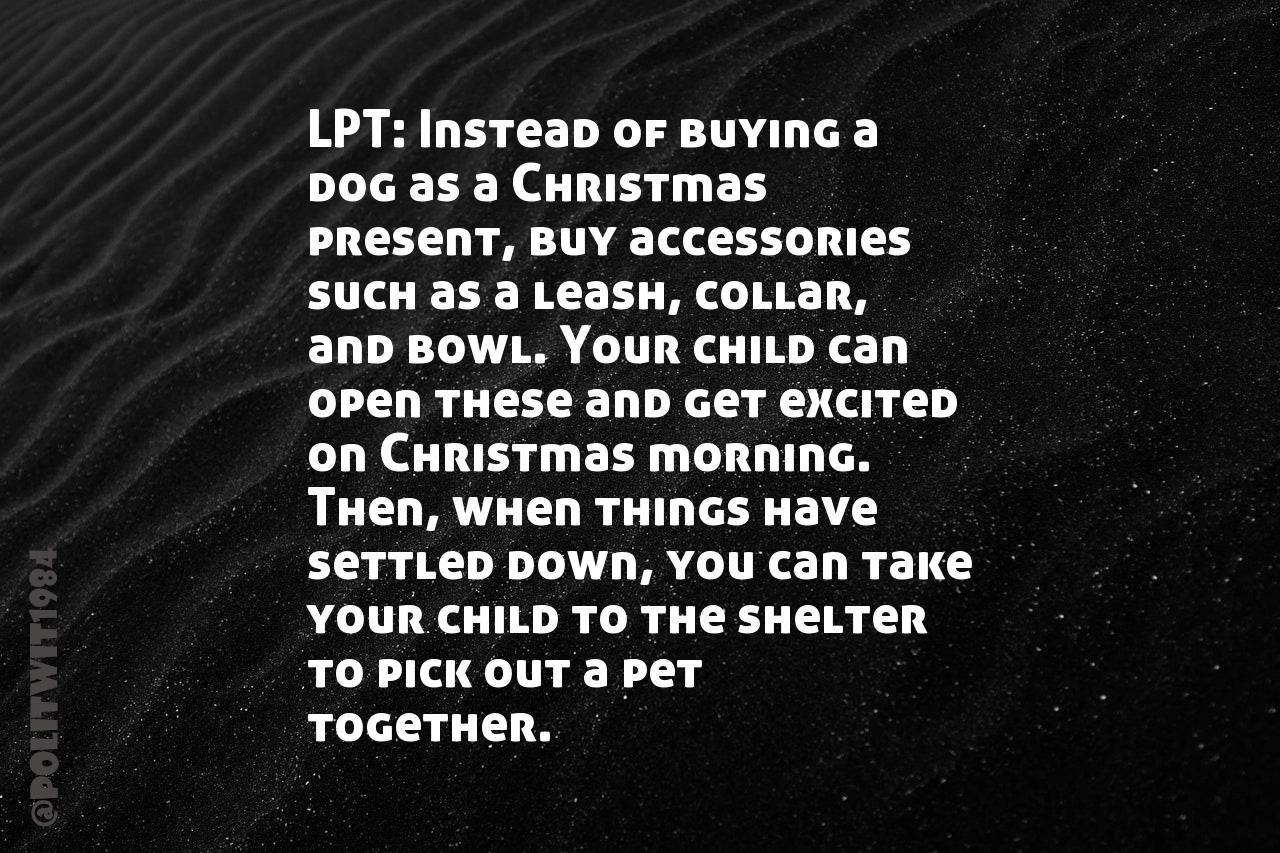 LPT: Instead of buying a
dog as a Christmas
present, buy accessories
such as a leash, collar,
and bowl. Your child can
open these and get excited
on Christmas morning.
Then, when things have
settled down, you can take
your child to the shelter
to pick out a pet
together.
@politwit1984